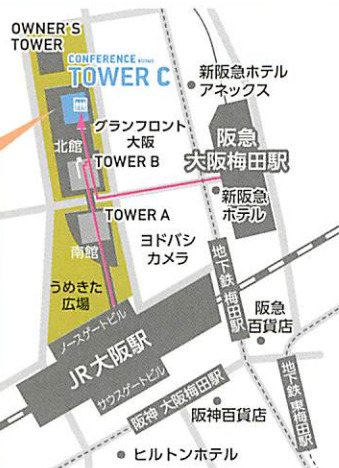 OWNER'S
TOWER
CONFERENCE
TOWER C
新阪急ホテル
アネックス
グランフロント
大阪
北館
TOWER B
阪急
大阪梅田駅
新阪急
ホテル
TOWER A
南館
ヨドバシ
カメラ
うめきた
広場
地下鉄 梅田駅
ノースゲートビル
JR大阪駅
サウスゲートビル
阪急
百貨店
地下鉄 東梅田駅
阪神 大阪梅田駅
阪神百貨店
ヒルトンホテル